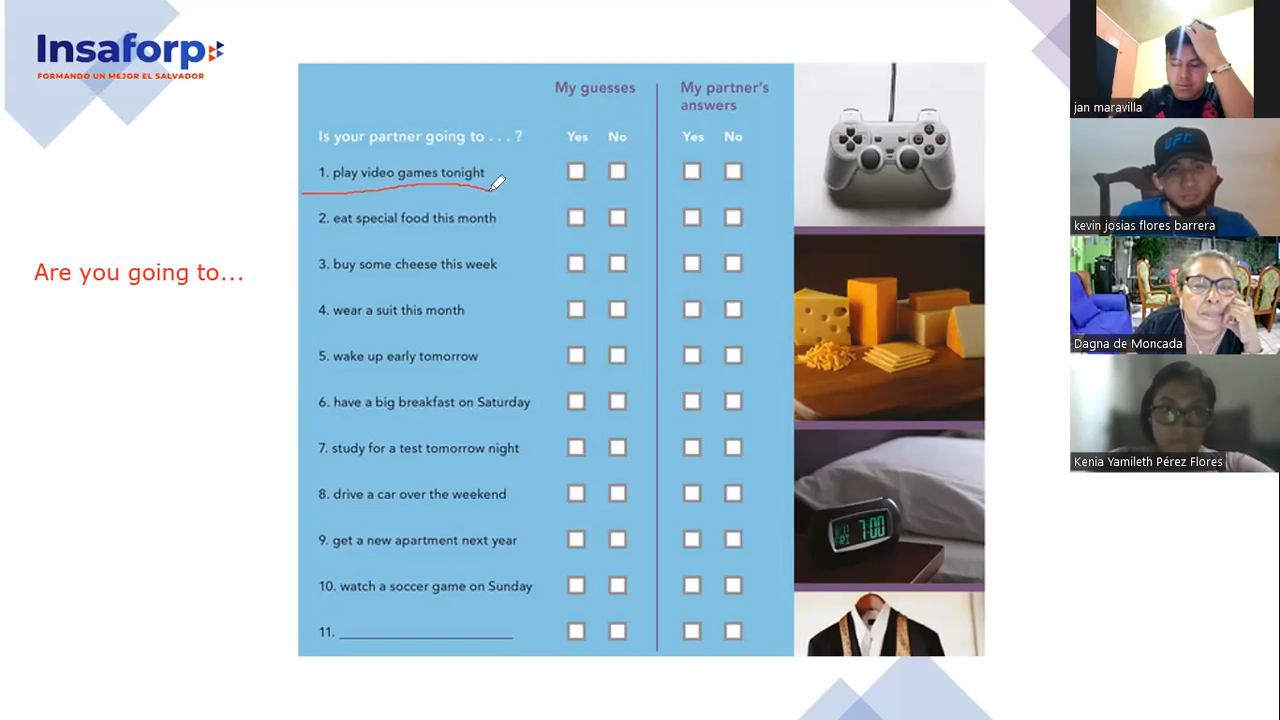 Insaforp
FORMANDO UN MEJOR EL SALVADOR
Are you going to...
My guesses
My partner's
answers
Is your partner going to . . . ?
Yes No
Yes No
1. play video games tonight
2. eat special food this month
3. buy some cheese this week
4. wear a suit this month
5. wake up early tomorrow
6. have a big breakfast on Saturday
7. study for a test tomorrow night
8. drive a car over the weekend
9. get a new apartment next year
10. watch a soccer game on Sunday
11. ____________________
7:00
jan maravilla
UFC
kevin josias flores barrera
Dagna de Moncada
Kenia Yamileth Pérez Flores